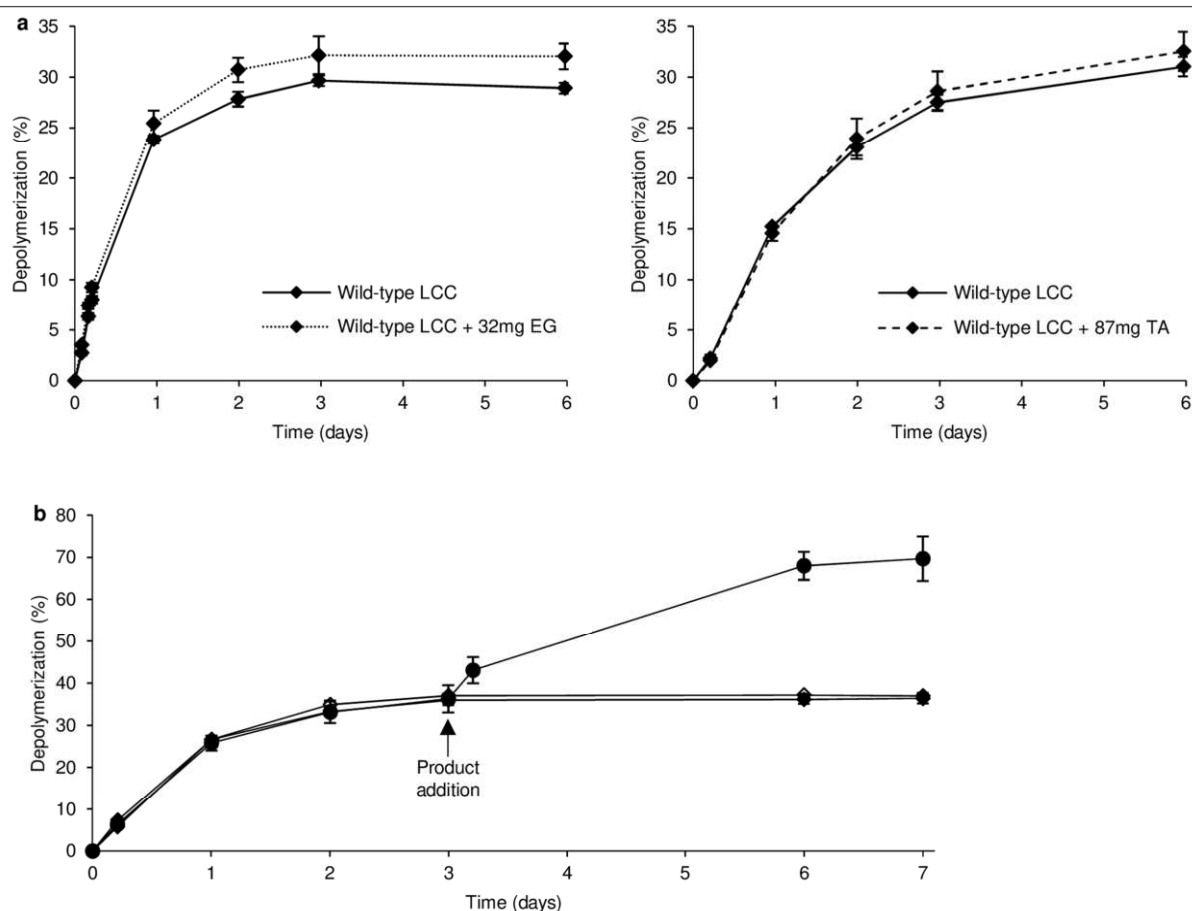 a
35
30
25
20
15
10
5
0
Depolymerization (%)
Wild-type LCC
Wild-type LCC + 32mg EG
0 1 2 3 4 5 6
Time (days)
35
30
25
20
15
10
5
0
Depolymerization (%)
Wild-type LCC
Wild-type LCC + 87mg TA
0 1 2 3 4 5 6
Time (days)
b
80
70
60
50
40
30
20
10
0
Depolymerization (%)
Product
addition
0 1 2 3 4 5 6 7
Time (days)